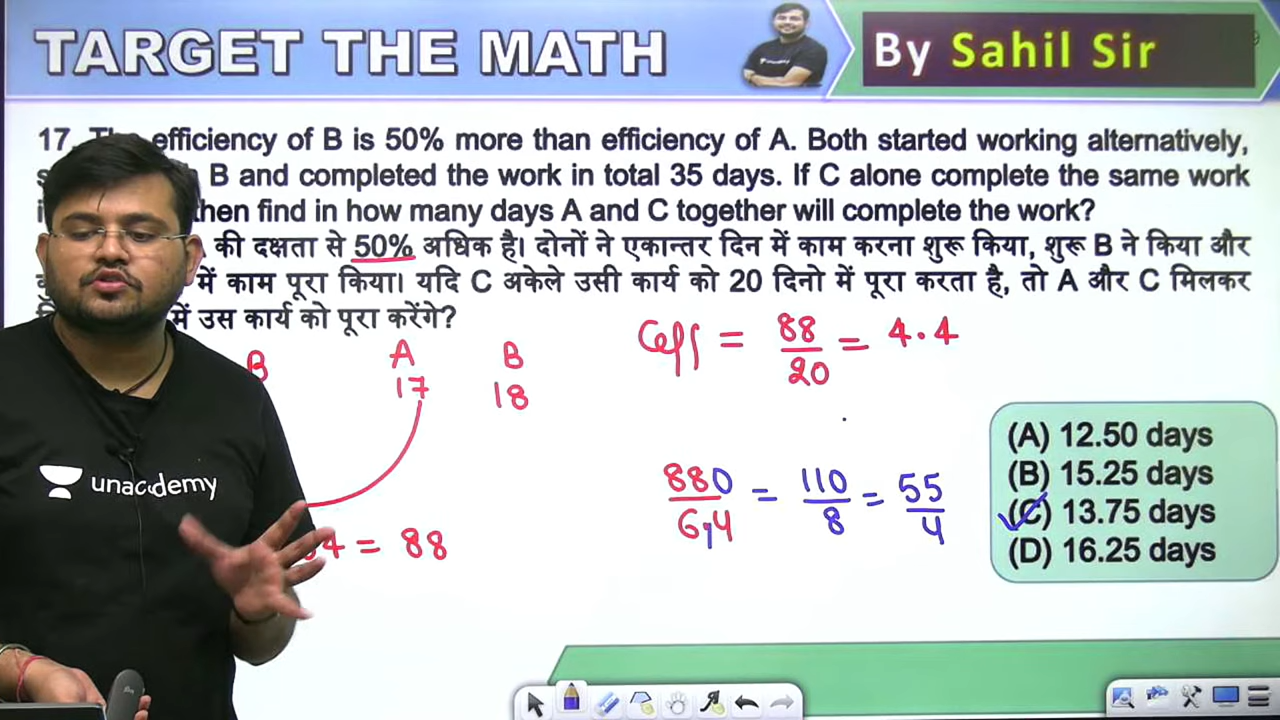 TARGET THE MATH
By Sahil Sir
17. The efficiency of B is 50% more than efficiency of A. Both started working alternatively,
B and completed the work in total 35 days. If C alone complete the same work
then find in how many days A and C together will complete the work?
की दक्षता से 50% अधिक है। दोनों ने एकान्तर दिन में काम करना शुरू किया, शुरू B ने किया और
में काम पूरा किया। यदि C अकेले उसी कार्य को 20 दिनो में पूरा करता है, तो A और C मिलकर
में उस कार्य को पूरा करेंगे?
B A B
17 18
Ceff = 88/20 = 4.4
4 = 88
880/6.4 = 110/8 = 55/4
(A) 12.50 days
(B) 15.25 days
(C) 13.75 days
(D) 16.25 days
unacademy